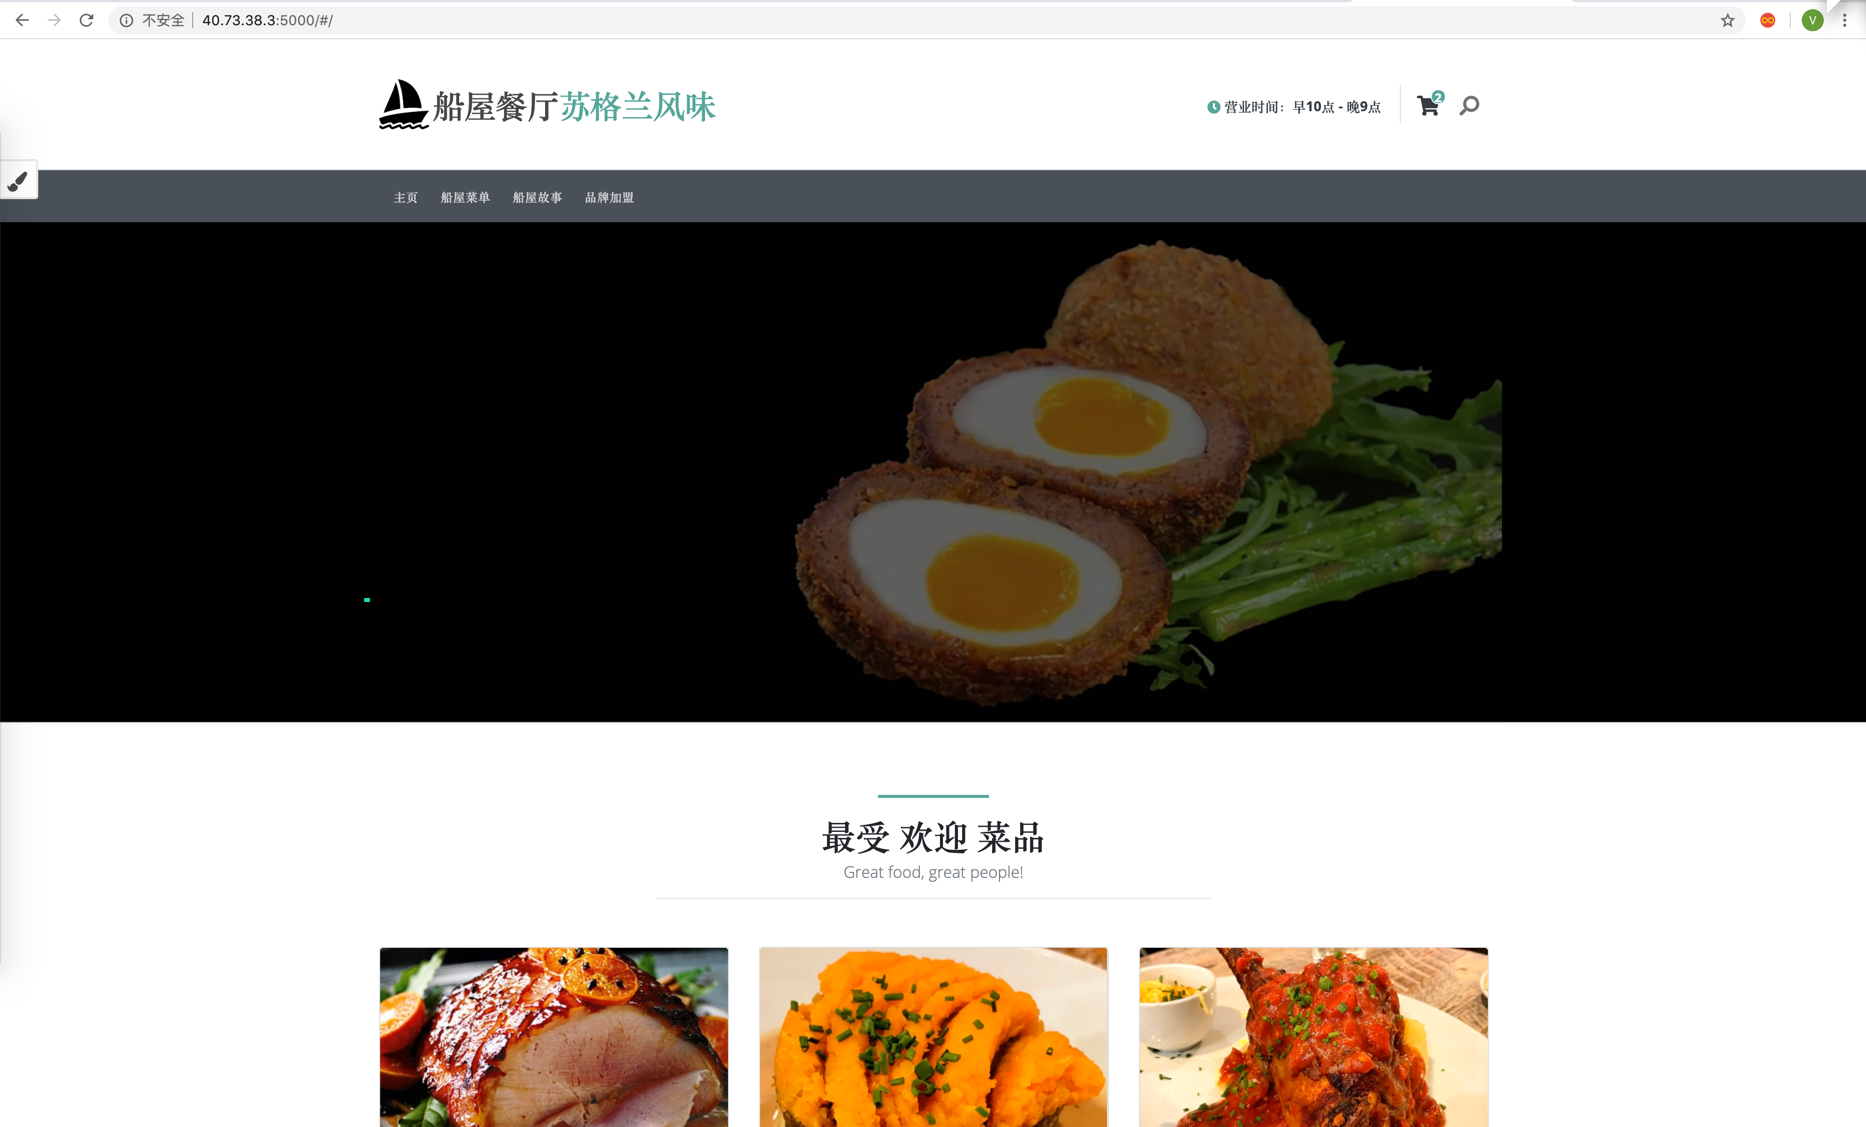 不安全 40.73.38.3:5000/#/
V
船屋餐厅苏格兰风味
营业时间：早10点 - 晚9点
2
主页 船屋菜单 船屋故事 品牌加盟
最受 欢迎 菜品
Great food, great people!